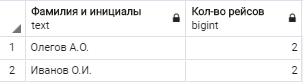 Фамилия и инициалы
text
Кол-во рейсов
bigint
1 Олегов А.О. 2
2 Иванов О.И. 2